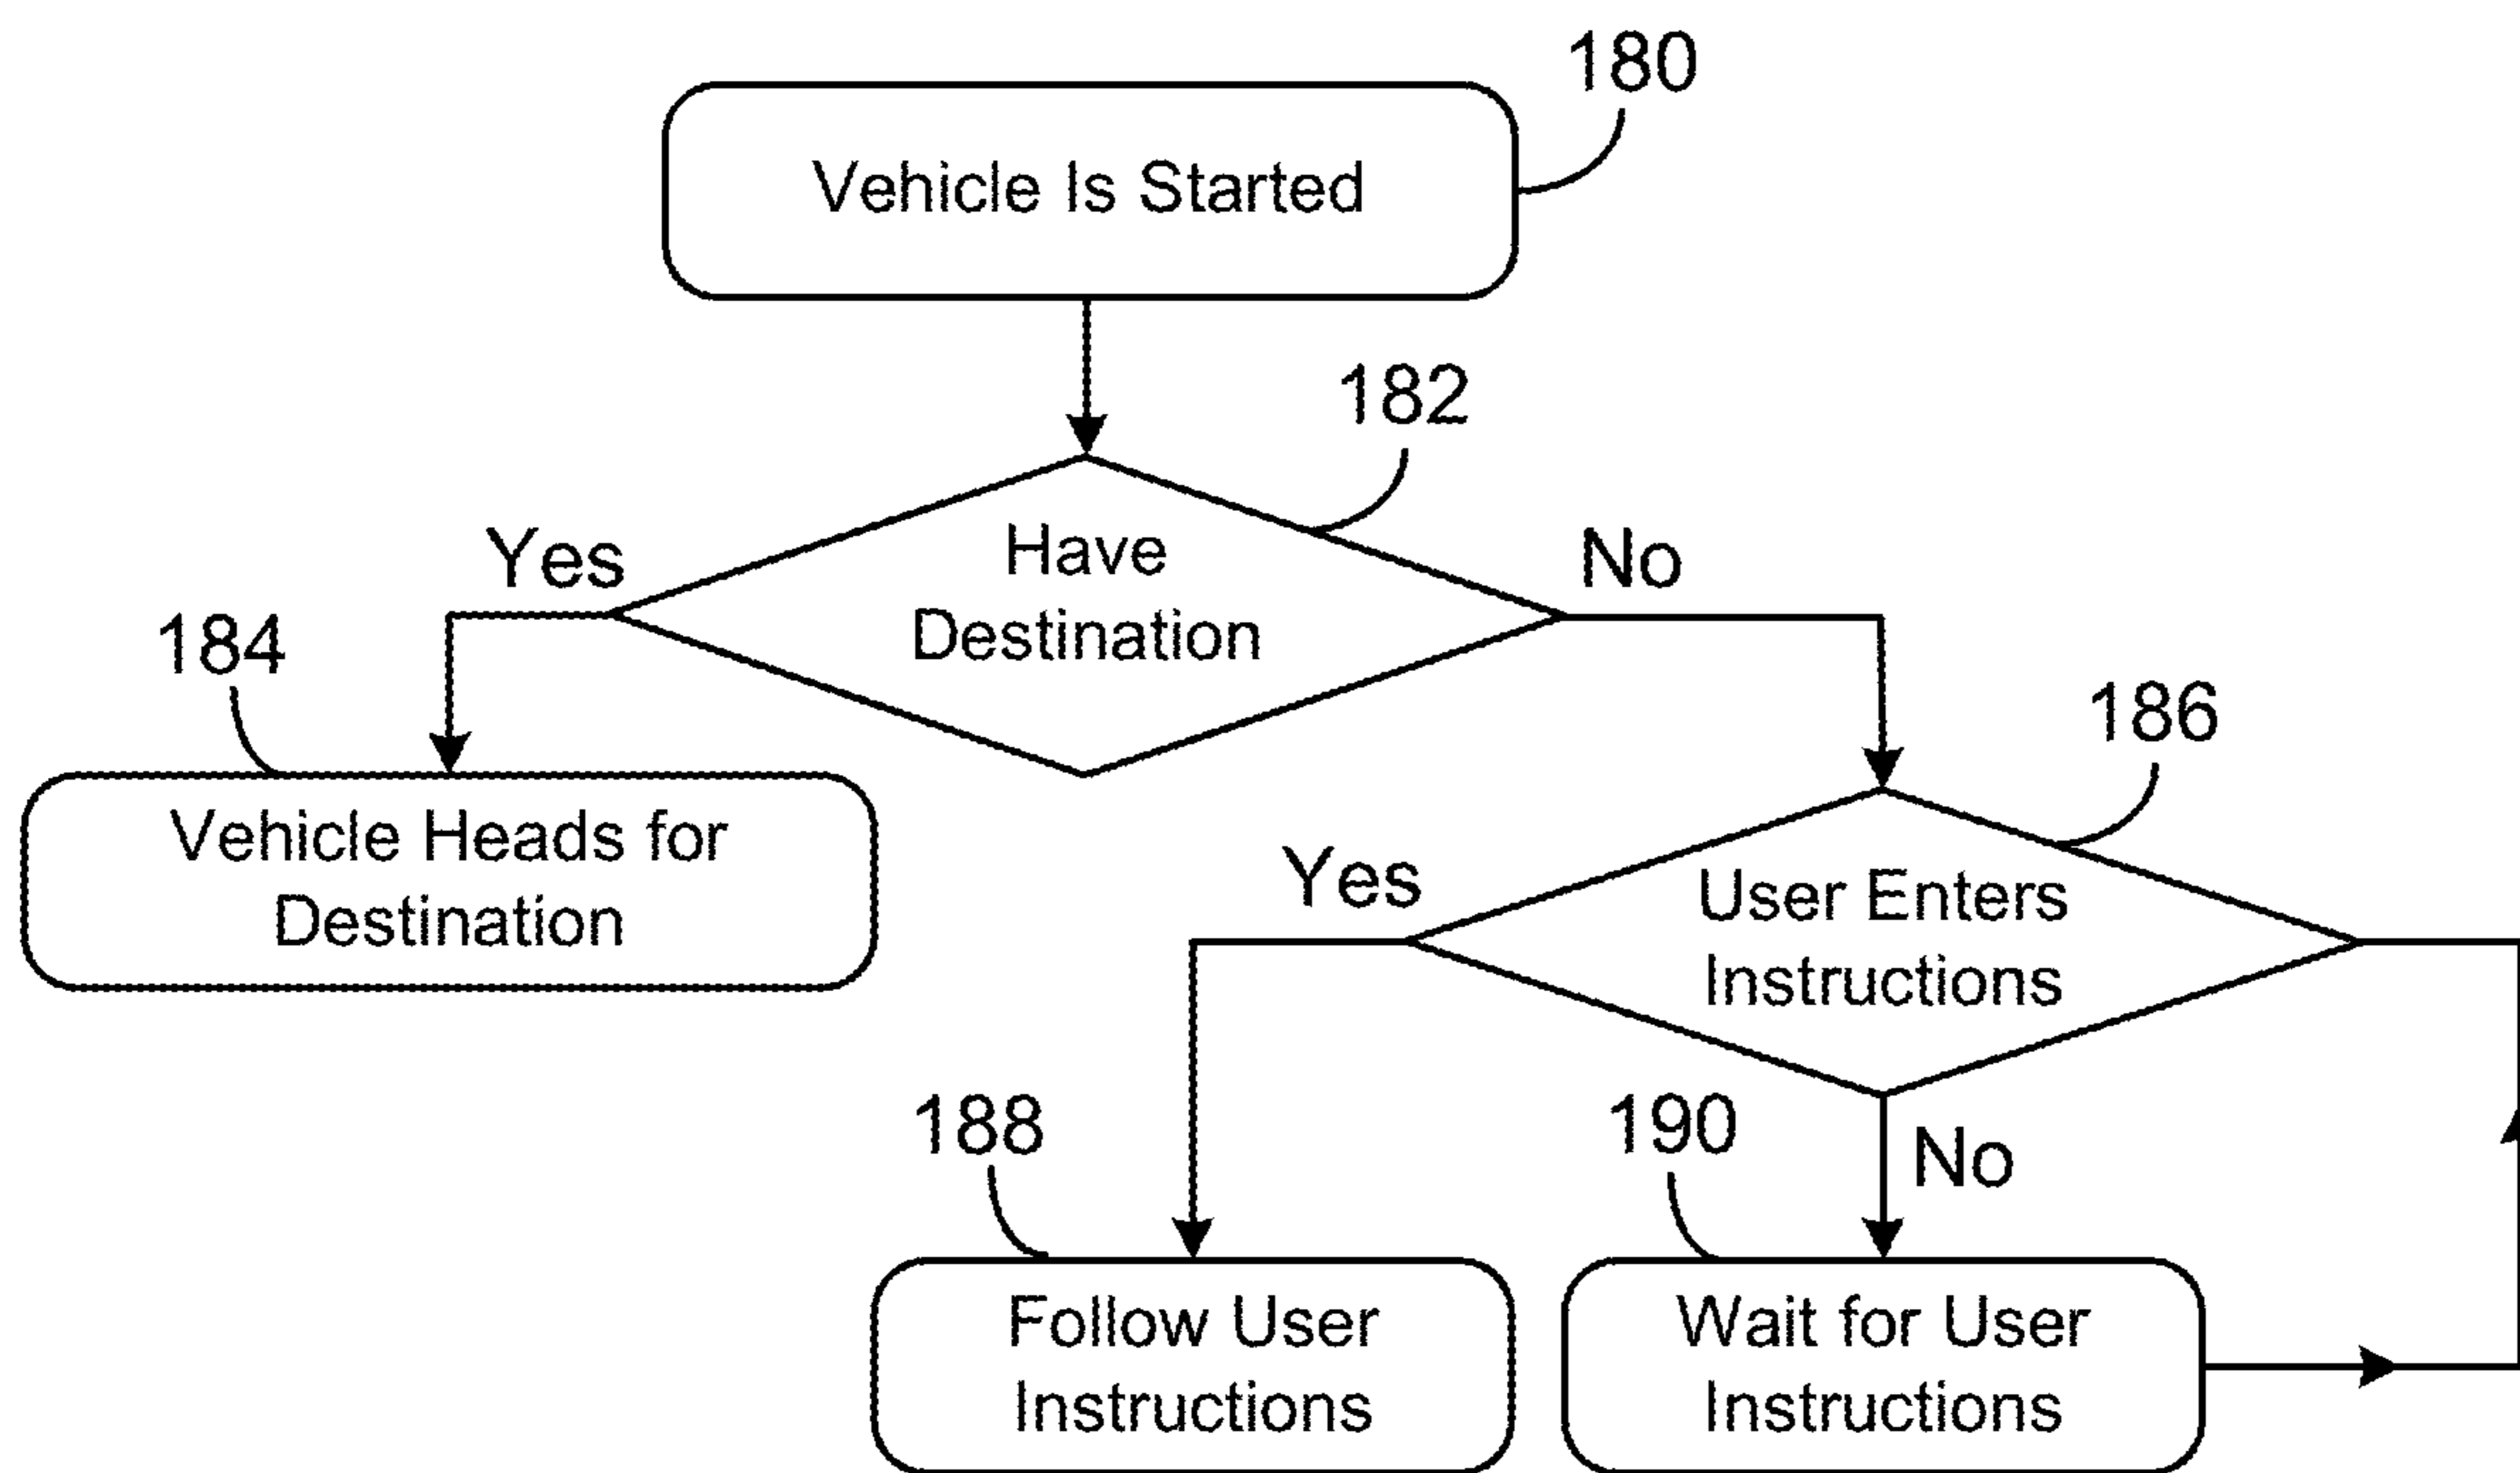 180
Vehicle Is Started
182
Have
Destination
Yes
No
184
Vehicle Heads for
Destination
186
User Enters
Instructions
Yes
No
188
Follow User
Instructions
190
Wait for User
Instructions